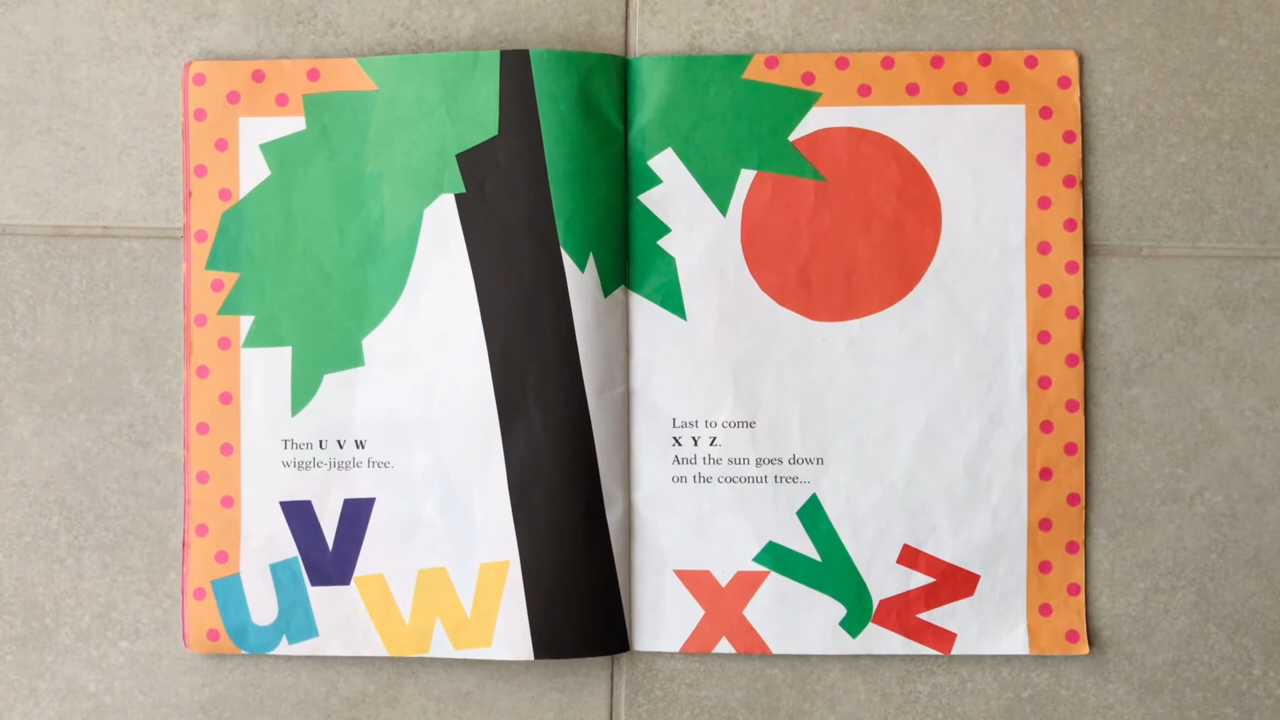 Then U V W
wiggle-jiggle free.
v
u
w
Last to come
X Y Z.
And the sun goes down
on the coconut tree...
x
y
z